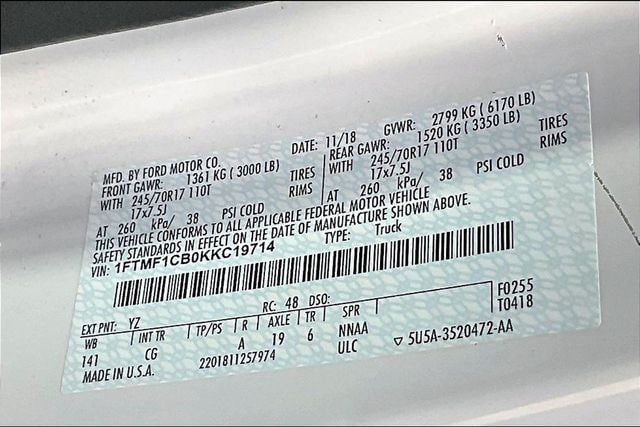 MFD. BY FORD MOTOR CO. DATE: 11/18 GVWR: 2799 KG ( 6170 LB)
FRONT GAWR: 1361 KG ( 3000 LB) REAR GAWR: 1520 KG ( 3350 LB)
WITH 245/70R17 110T TIRES WITH 245/70R17 110T TIRES
17x7.5J RIMS 17x7.5J RIMS
AT 260 kPa/ 38 PSI COLD AT 260 kPa/ 38 PSI COLD
THIS VEHICLE CONFORMS TO ALL APPLICABLE FEDERAL MOTOR VEHICLE
SAFETY STANDARDS IN EFFECT ON THE DATE OF MANUFACTURE SHOWN ABOVE.
VIN: 1FTMF1CB0KKC19714 TYPE: Truck
EXT PNT: YZ RC: 48 DSO: F0255
WB INT TR TP/PS R AXLE TR SPR T0418
141 CG A 19 6 NNAA
MADE IN U.S.A. 2201811257974 ULC ▽ 5U5A-3520472-AA